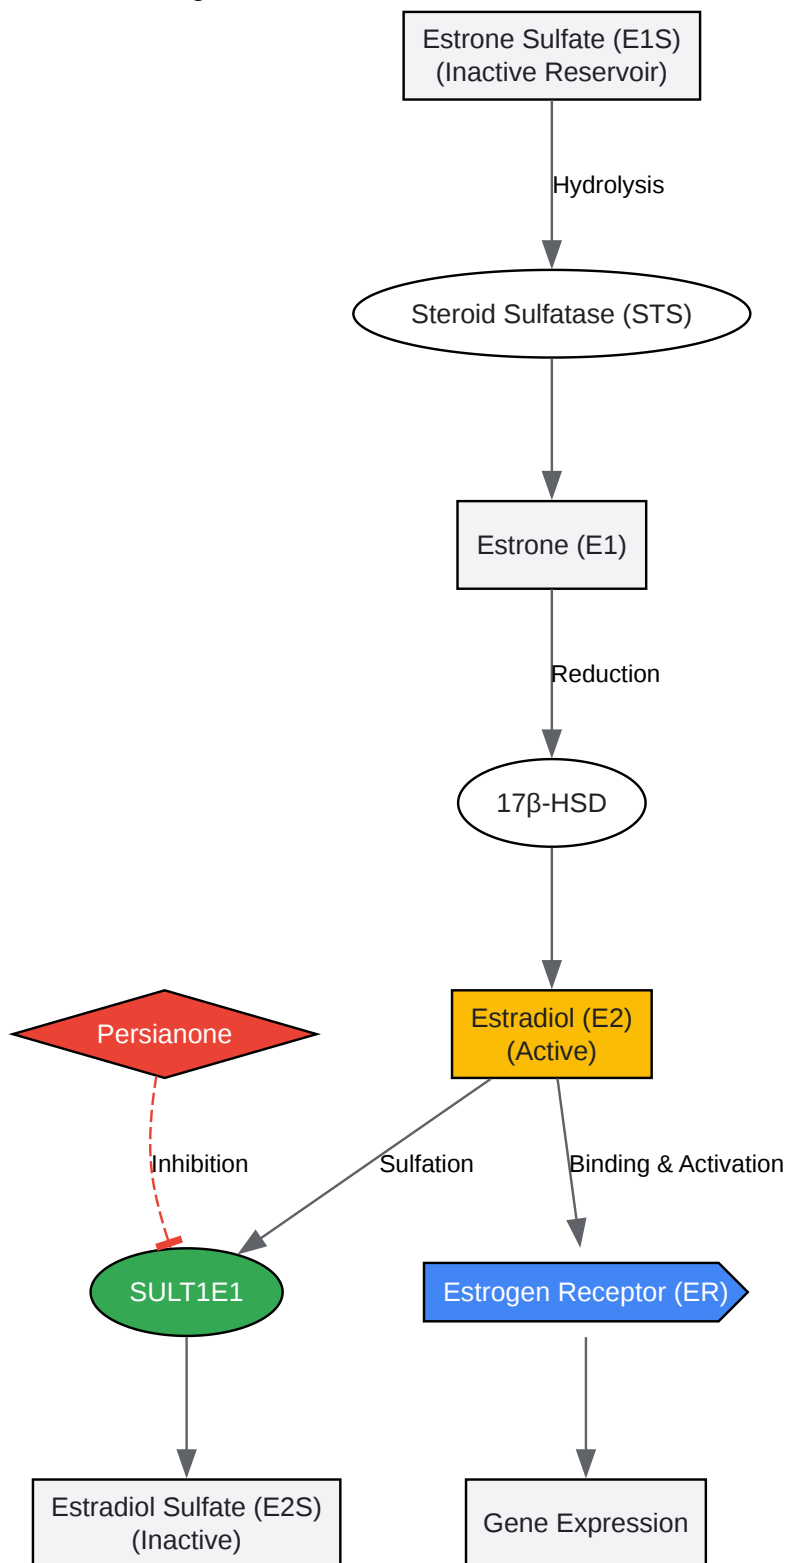 Estrone Sulfate (E1S)
(Inactive Reservoir)
Hydrolysis
Steroid Sulfatase (STS)
Estrone (E1)
Reduction
17β-HSD
Persianone
Estradiol (E2)
(Active)
Inhibition
Sulfation
Binding & Activation
SULT1E1
Estrogen Receptor (ER)
Estradiol Sulfate (E2S)
(Inactive)
Gene Expression